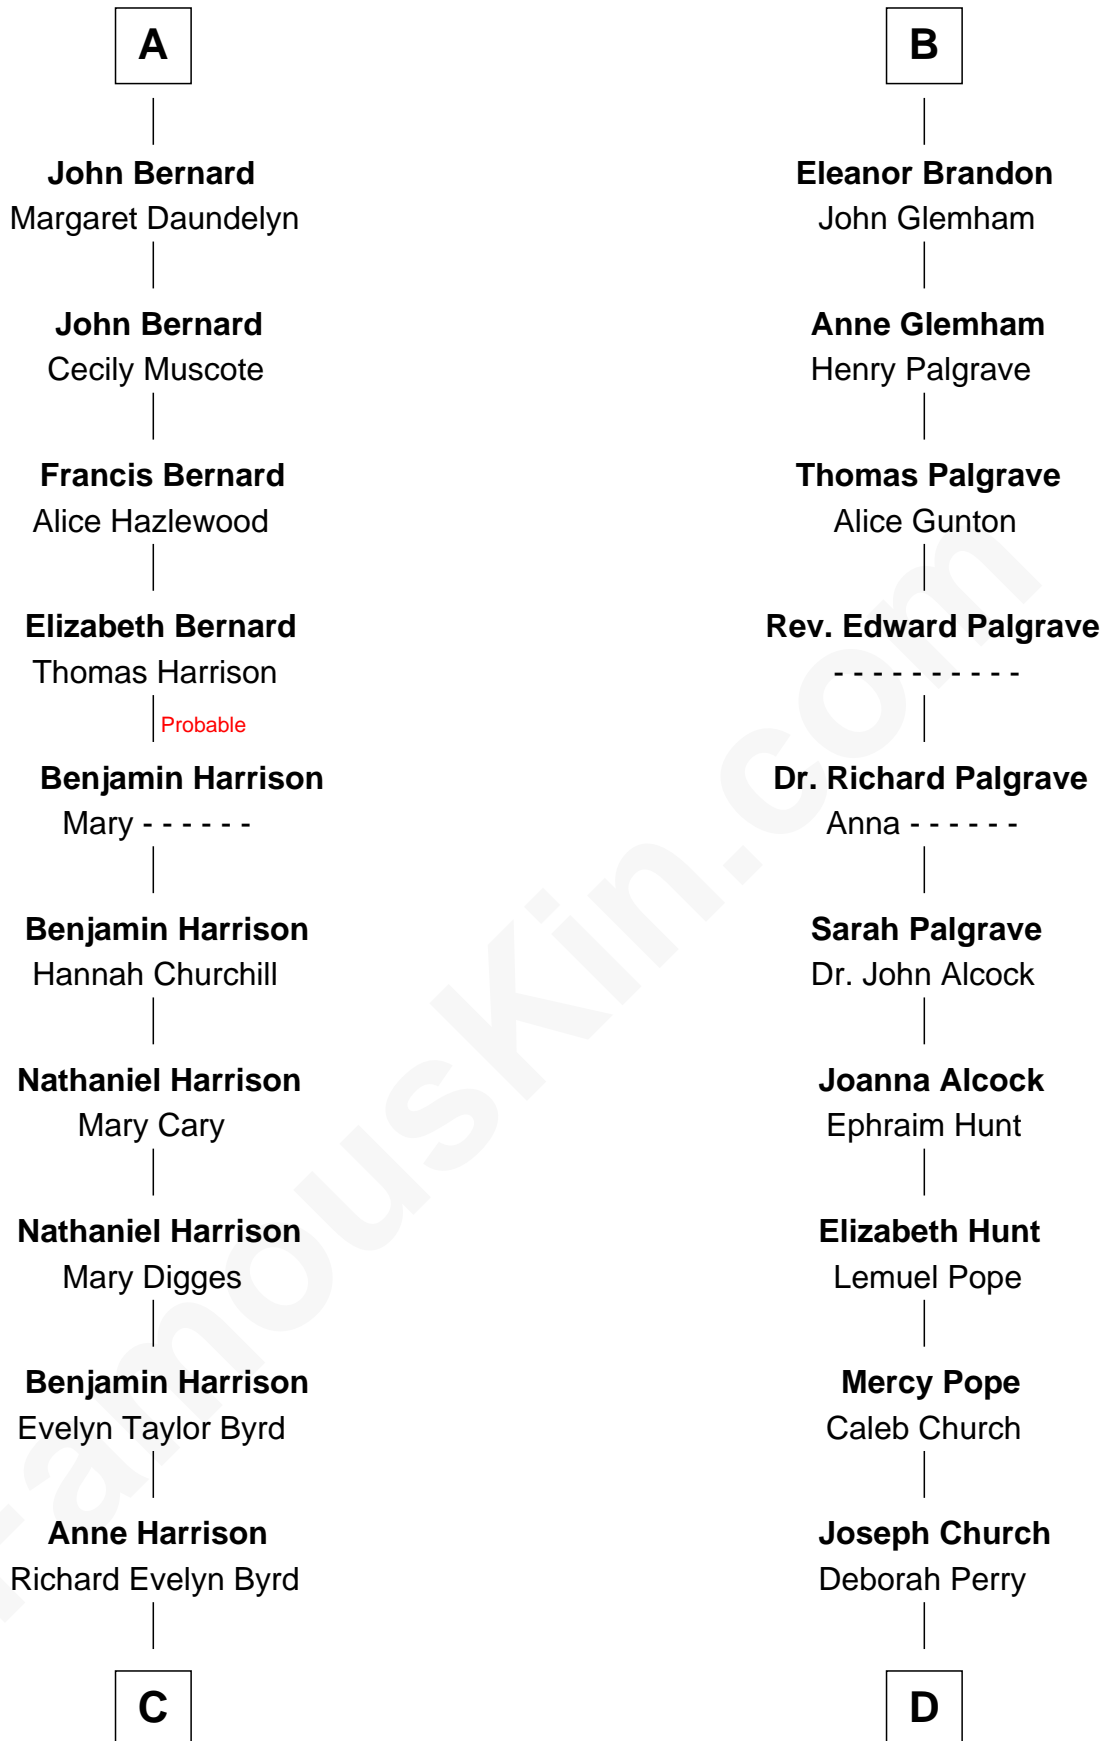 A
John Bernard
Margaret Daundelyn
John Bernard
Cecily Muscote
Francis Bernard
Alice Hazlewood
Elizabeth Bernard
Thomas Harrison
Probable
Benjamin Harrison
Mary - - - - - -
Benjamin Harrison
Hannah Churchill
Nathaniel Harrison
Mary Cary
Nathaniel Harrison
Mary Digges
Benjamin Harrison
Evelyn Taylor Byrd
Anne Harrison
Richard Evelyn Byrd
C
B
Eleanor Brandon
John Glemham
Anne Glemham
Henry Palgrave
Thomas Palgrave
Alice Gunton
Rev. Edward Palgrave
- - - - - - - - - -
Dr. Richard Palgrave
Anna - - - - - -
Sarah Palgrave
Dr. John Alcock
Joanna Alcock
Ephraim Hunt
Elizabeth Hunt
Lemuel Pope
Mercy Pope
Caleb Church
Joseph Church
Deborah Perry
D
FamousKin.com